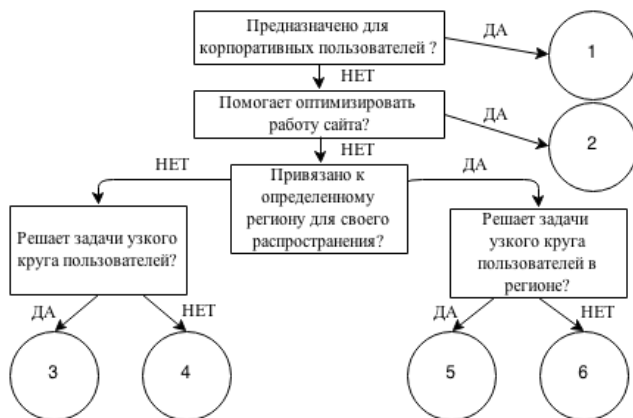 Предназначено для
корпоративных пользователей ?
ДА
1
НЕТ
Помогает оптимизировать
работу сайта?
ДА
2
НЕТ
НЕТ
Привязано к
определенному
региону для своего
распространения?
ДА
Решает задачи узкого
круга пользователей?
Решает задачи
узкого круга
пользователей в
регионе?
ДА
НЕТ
ДА
НЕТ
3
4
5
6